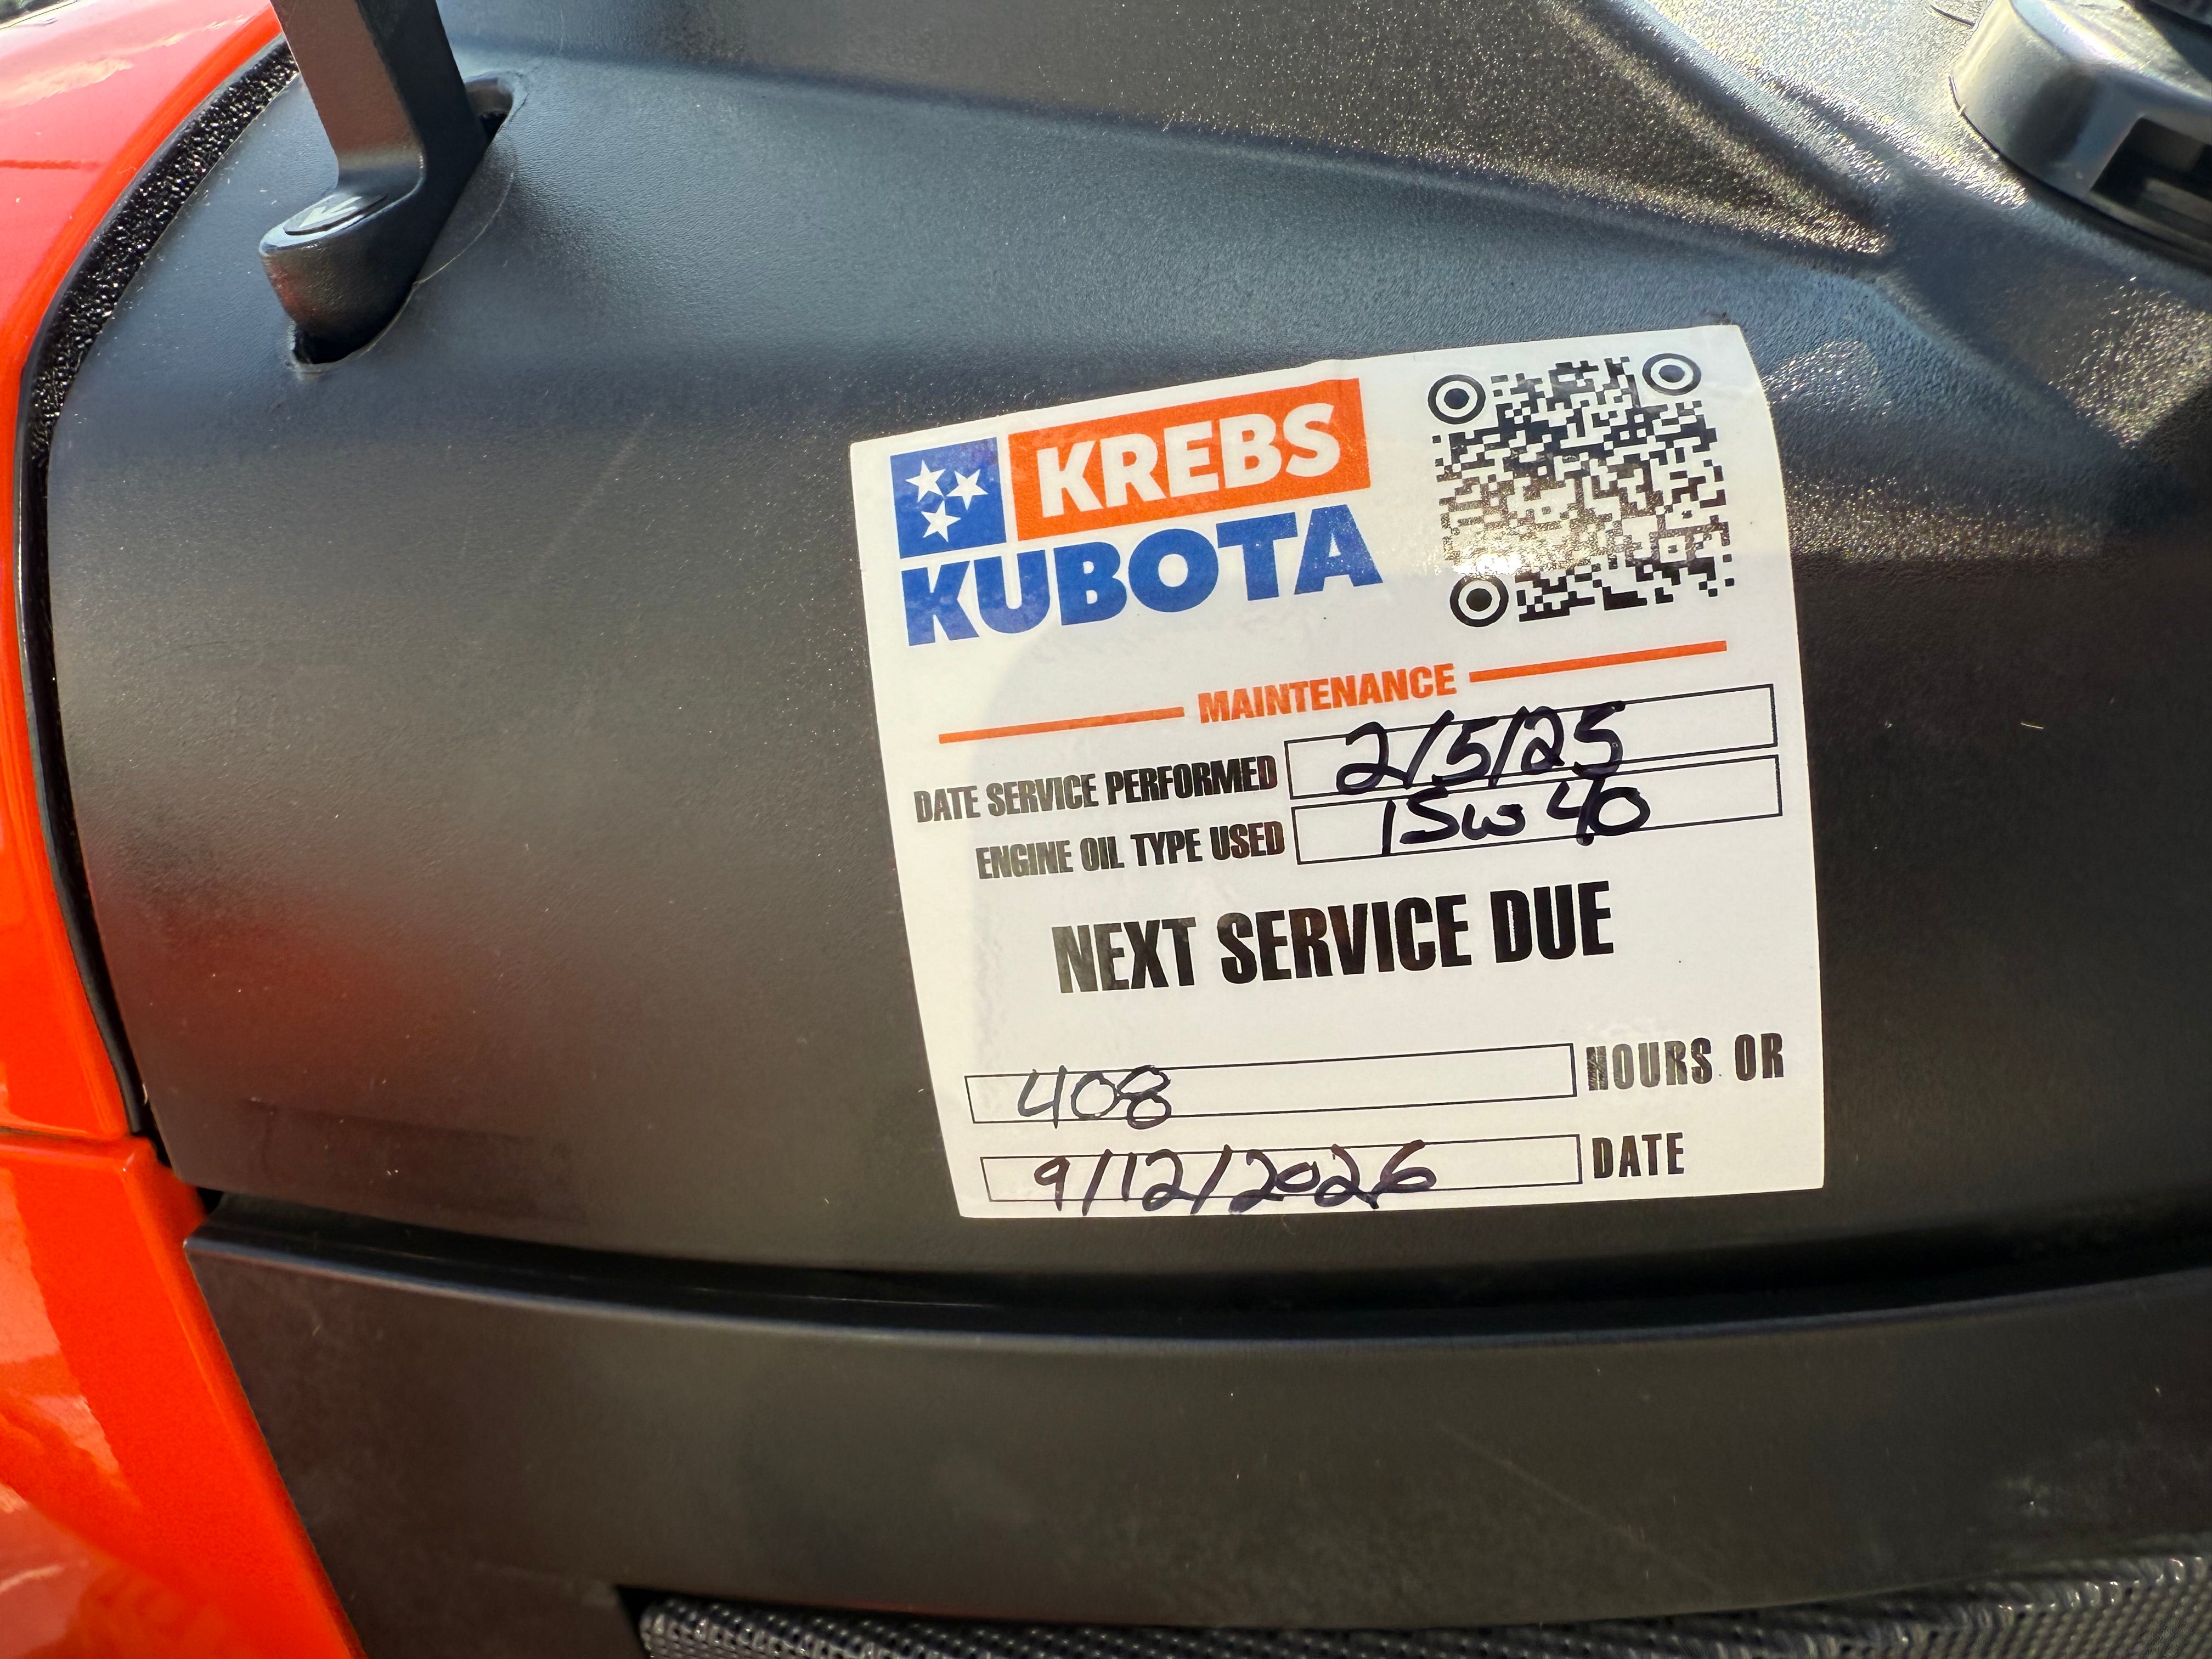 KREBS
KUBOTA
MAINTENANCE
DATE SERVICE PERFORMED 2/5/25
ENGINE OIL TYPE USED 15w40
NEXT SERVICE DUE
408 HOURS OR
9/12/2026 DATE